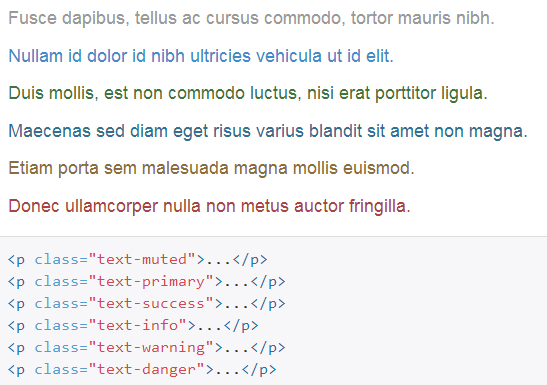 Fusce dapibus, tellus ac cursus commodo, tortor mauris nibh.
Nullam id dolor id nibh ultricies vehicula ut id elit.
Duis mollis, est non commodo luctus, nisi erat porttitor ligula.
Maecenas sed diam eget risus varius blandit sit amet non magna.
Etiam porta sem malesuada magna mollis euismod.
Donec ullamcorper nulla non metus auctor fringilla.
<p class="text-muted">...</p>
<p class="text-primary">...</p>
<p class="text-success">...</p>
<p class="text-info">...</p>
<p class="text-warning">...</p>
<p class="text-danger">...</p>